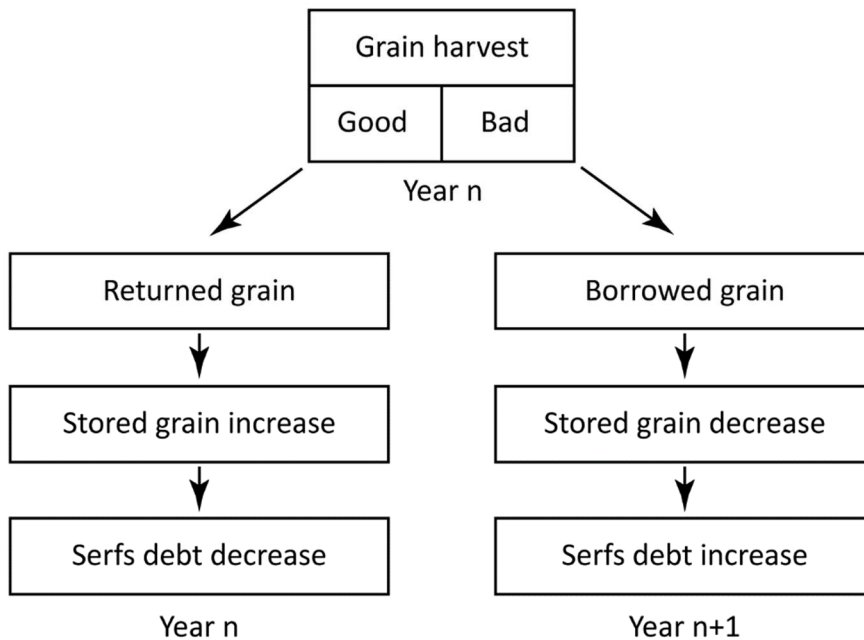 Grain harvest
Good
Bad
Year n
Returned grain
Borrowed grain
Stored grain increase
Stored grain decrease
Serfs debt decrease
Serfs debt increase
Year n
Year n+1